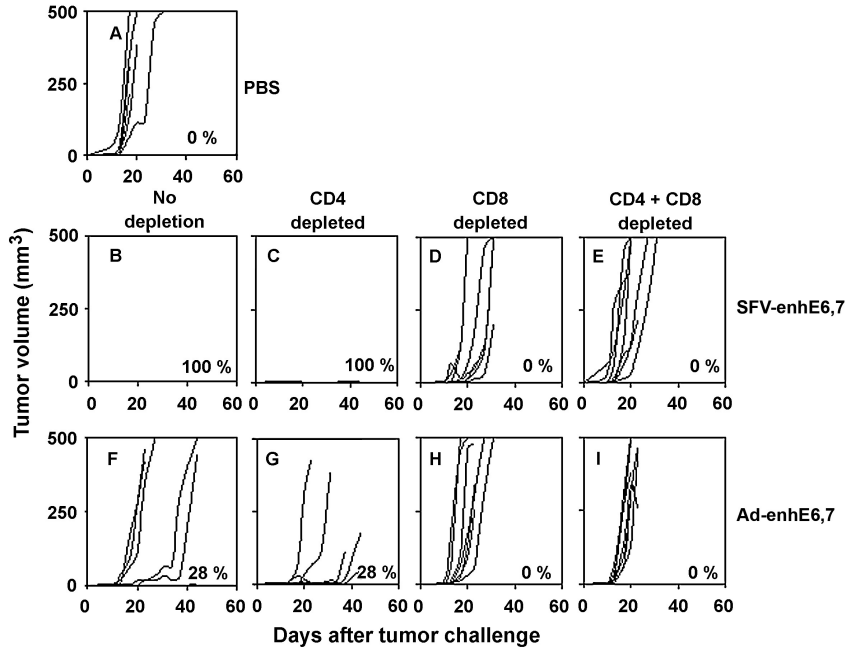 500
A
250
PBS
0 %
0
0 20 40 60
No depletion
CD4 depleted
CD8 depleted
CD4 + CD8 depleted
Tumor volume (mm3)
500
B C D E
250
SFV-enhE6,7
100 % 100 % 0 % 0 %
0
0 20 40 60 0 20 40 60 0 20 40 60 0 20 40 60
500
F G H I
250
Ad-enhE6,7
28 % 28 % 0 % 0 %
0
0 20 40 60 0 20 40 60 0 20 40 60 0 20 40 60
Days after tumor challenge